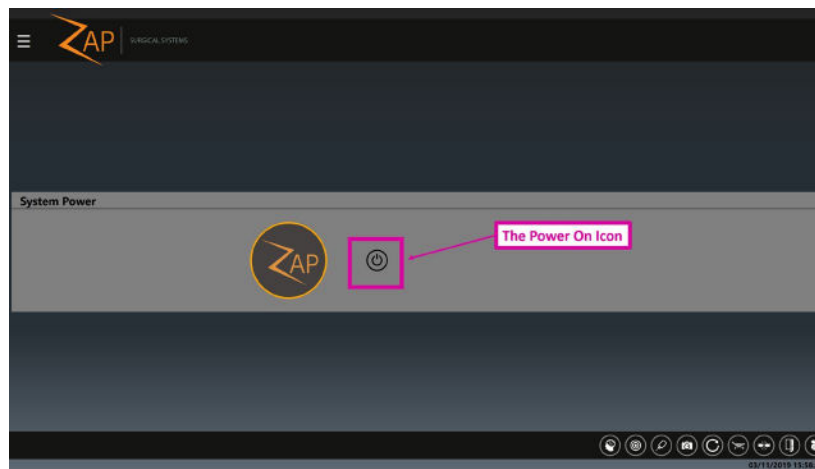 ZAP SURGICAL SYSTEMS
System Power
ZAP
The Power On Icon
03/11/2019 15:58